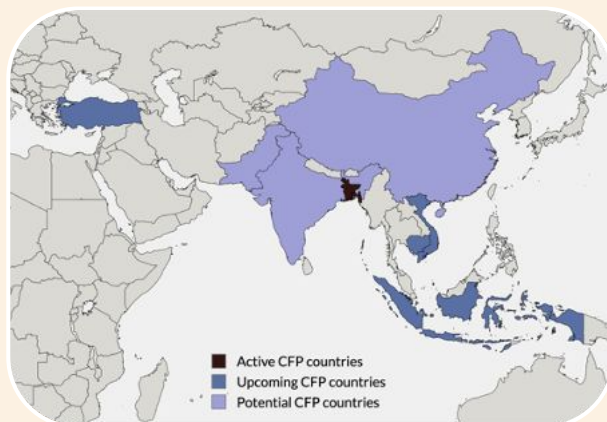 Active CFP countries
Upcoming CFP countries
Potential CFP countries